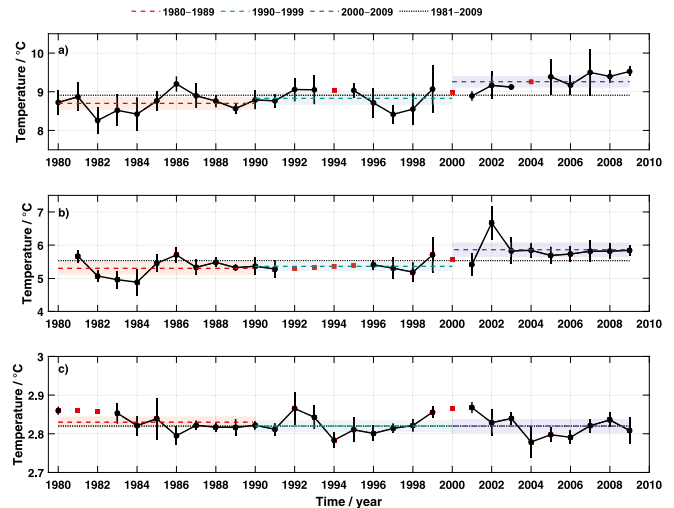 1980−1989 1990−1999 2000−2009 1981−2009
a)
Temperature / °C
10
9
8
1980 1982 1984 1986 1988 1990 1992 1994 1996 1998 2000 2002 2004 2006 2008 2010
b)
Temperature / °C
7
6
5
4
1980 1982 1984 1986 1988 1990 1992 1994 1996 1998 2000 2002 2004 2006 2008 2010
c)
Temperature / °C
3
2.9
2.8
2.7
1980 1982 1984 1986 1988 1990 1992 1994 1996 1998 2000 2002 2004 2006 2008 2010
Time / year